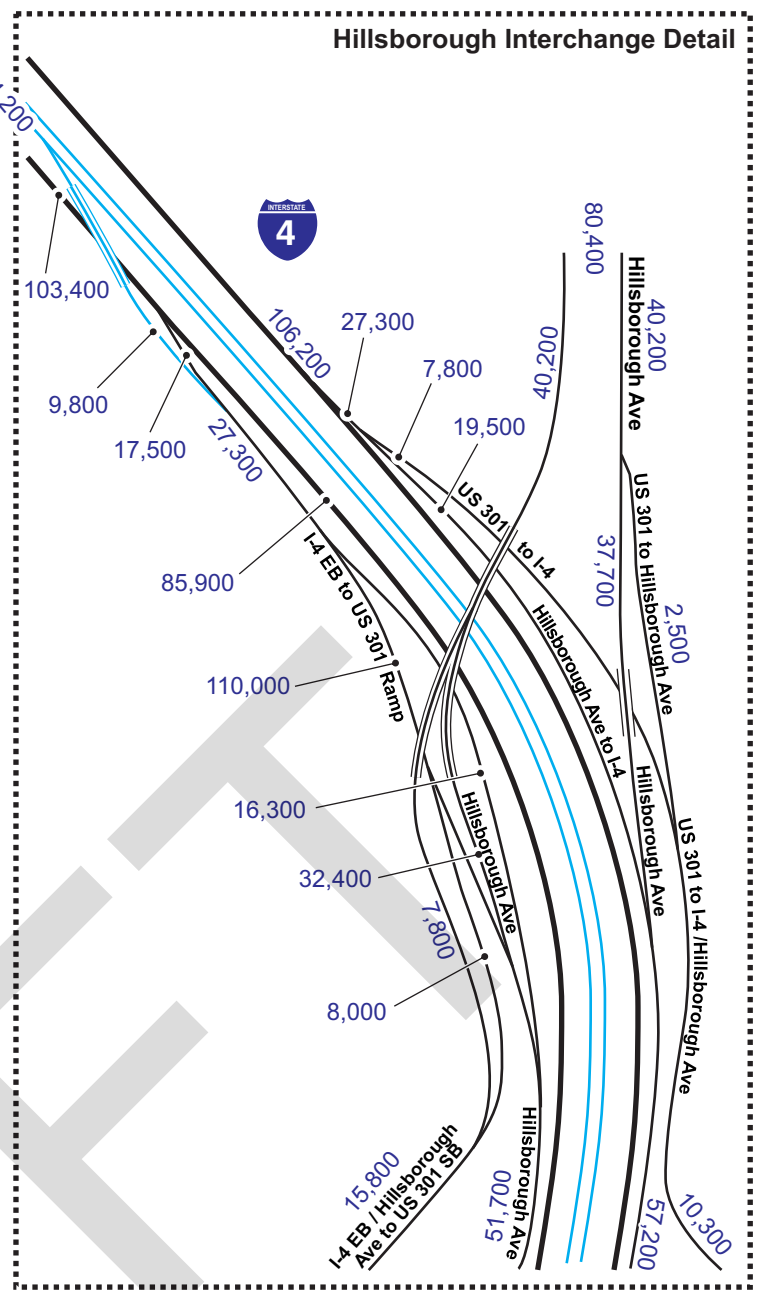 Hillsborough Interchange Detail
,200
INTERSTATE
4
103,400
9,800
17,500
27,300
106,200
27,300
7,800
19,500
40,200
80,400
Hillsborough Ave
40,200
US 301
to I-4
85,900
I-4 EB to US 301 Ramp
37,700
US 301 to Hillsborough Ave
2,500
Hillsborough Ave to I-4
110,000
16,300
Hillsborough Ave
32,400
Hillsborough Ave
US 301 to I-4 /Hillsborough Ave
7,800
8,000
15,800
I-4 EB / Hillsborough
Ave to US 301 SB
51,700
Hillsborough Ave
57,200
10,300
FT